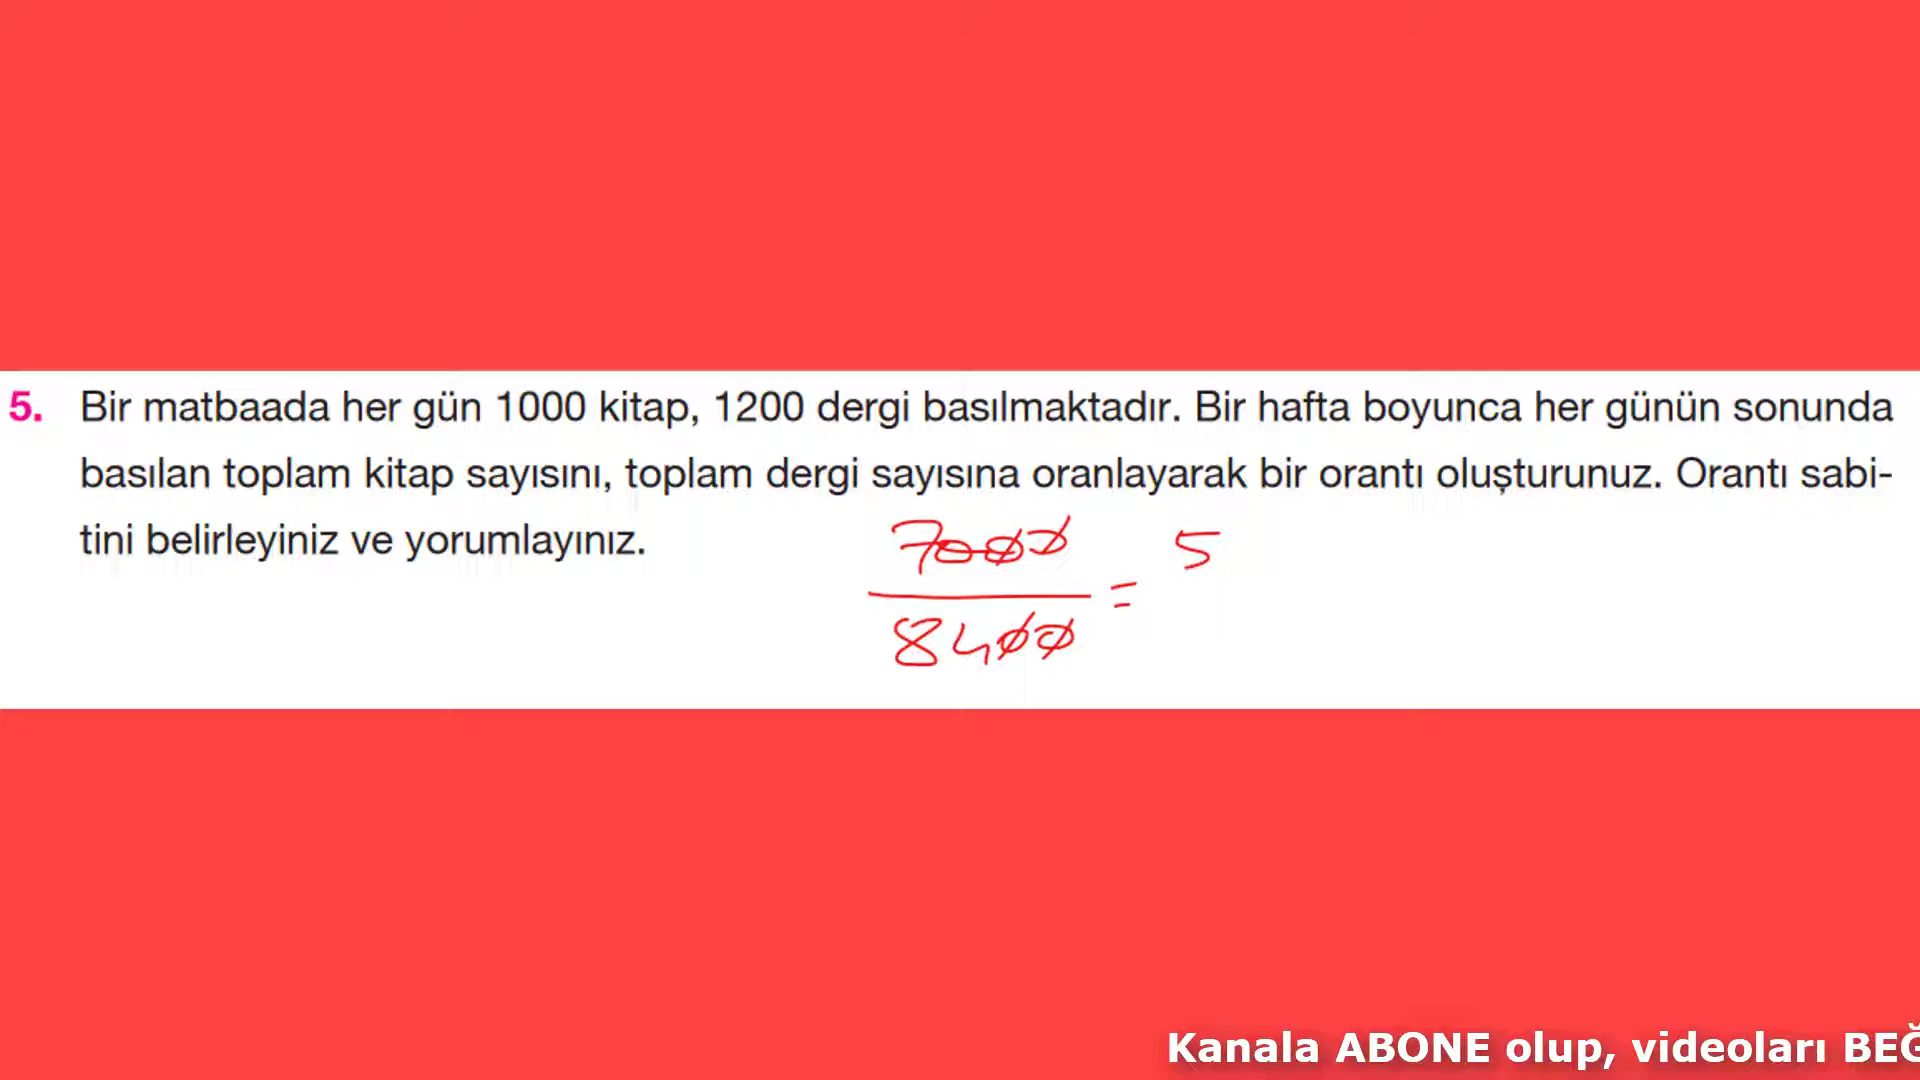 5. Bir matbaada her gün 1000 kitap, 1200 dergi basılmaktadır. Bir hafta boyunca her günün sonunda
basılan toplam kitap sayısını, toplam dergi sayısına oranlayarak bir orantı oluşturunuz. Orantı sabi-
tini belirleyiniz ve yorumlayınız.
7000
8400
=
5
Kanala ABONE olup, videoları BEĞ